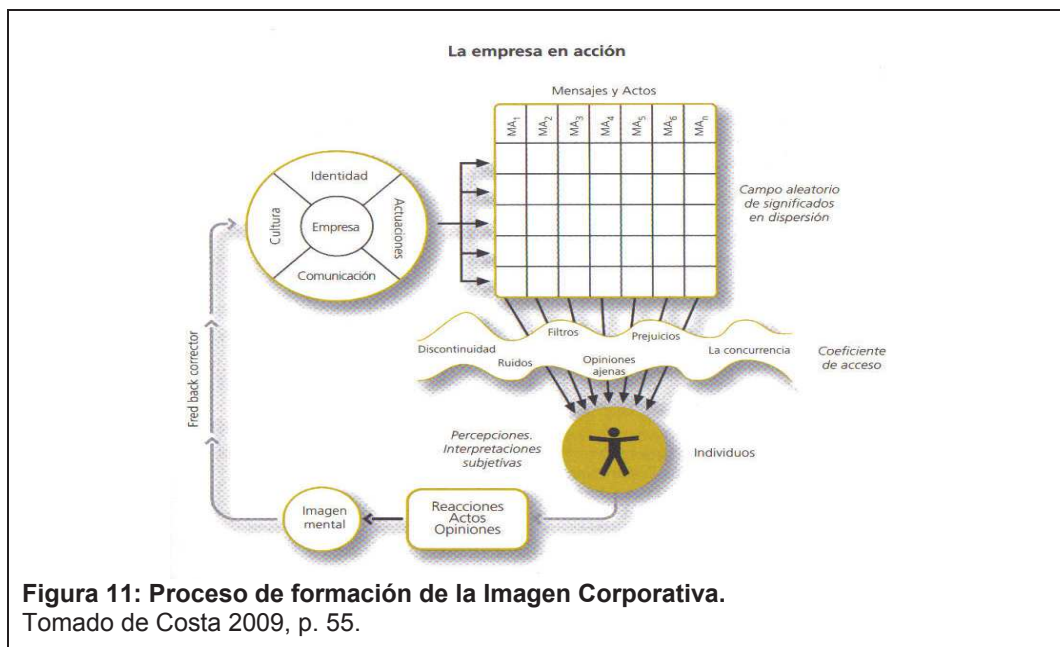 La empresa en acción
Mensajes y Actos
MA1 MA2 MA3 MA4 MA5 MA6 MAn
Identidad
Cultura
Empresa
Actuaciones
Comunicación
Campo aleatorio
de significados
en dispersión
Discontinuidad
Filtros
Prejuicios
La concurrencia
Ruidos
Opiniones
ajenas
Coeficiente
de acceso
Fred back corrector
Percepciones.
Interpretaciones
subjetivas
Individuos
Imagen
mental
Reacciones
Actos
Opiniones
Figura 11: Proceso de formación de la Imagen Corporativa.
Tomado de Costa 2009, p. 55.